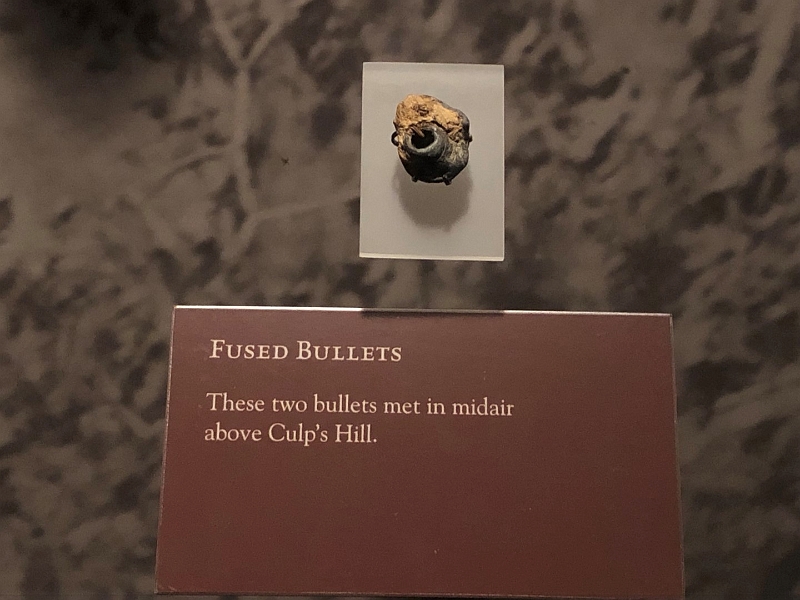 Fused Bullets
These two bullets met in midair
above Culp's Hill.